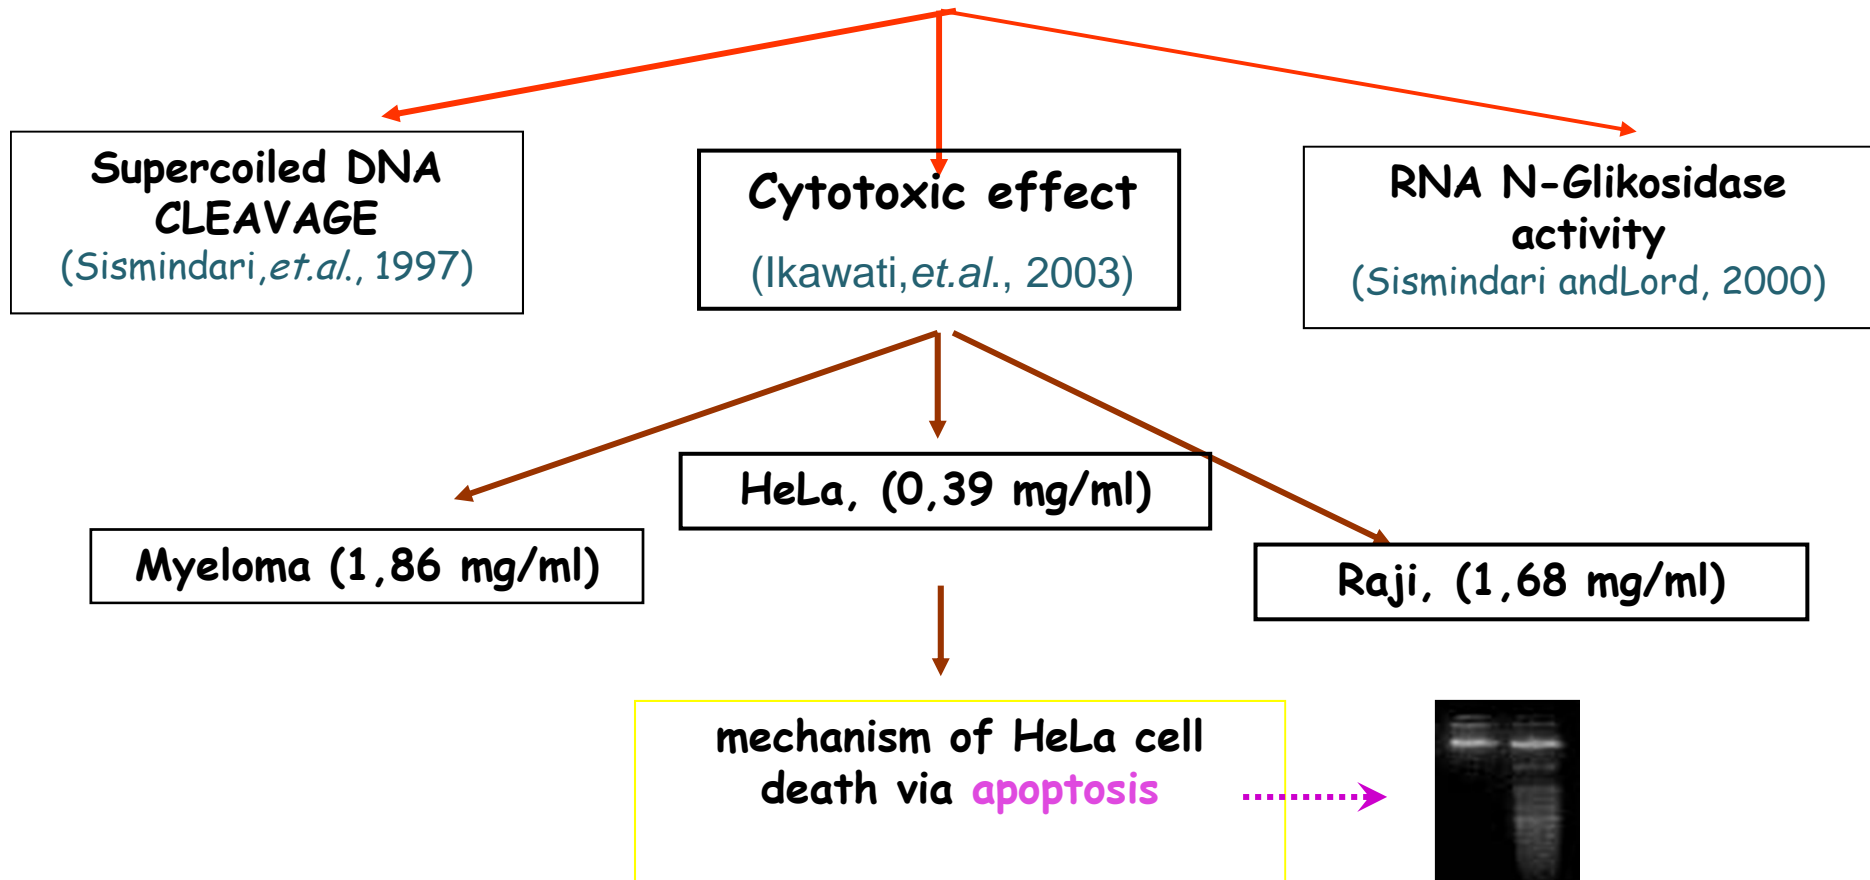 Supercoiled DNA
CLEAVAGE
(Sismindari,et.al., 1997)
Cytotoxic effect
(Ikawati,et.al., 2003)
RNA N-Glikosidase
activity
(Sismindari andLord, 2000)
HeLa, (0,39 mg/ml)
Myeloma (1,86 mg/ml)
Raji, (1,68 mg/ml)
mechanism of HeLa cell
death via apoptosis